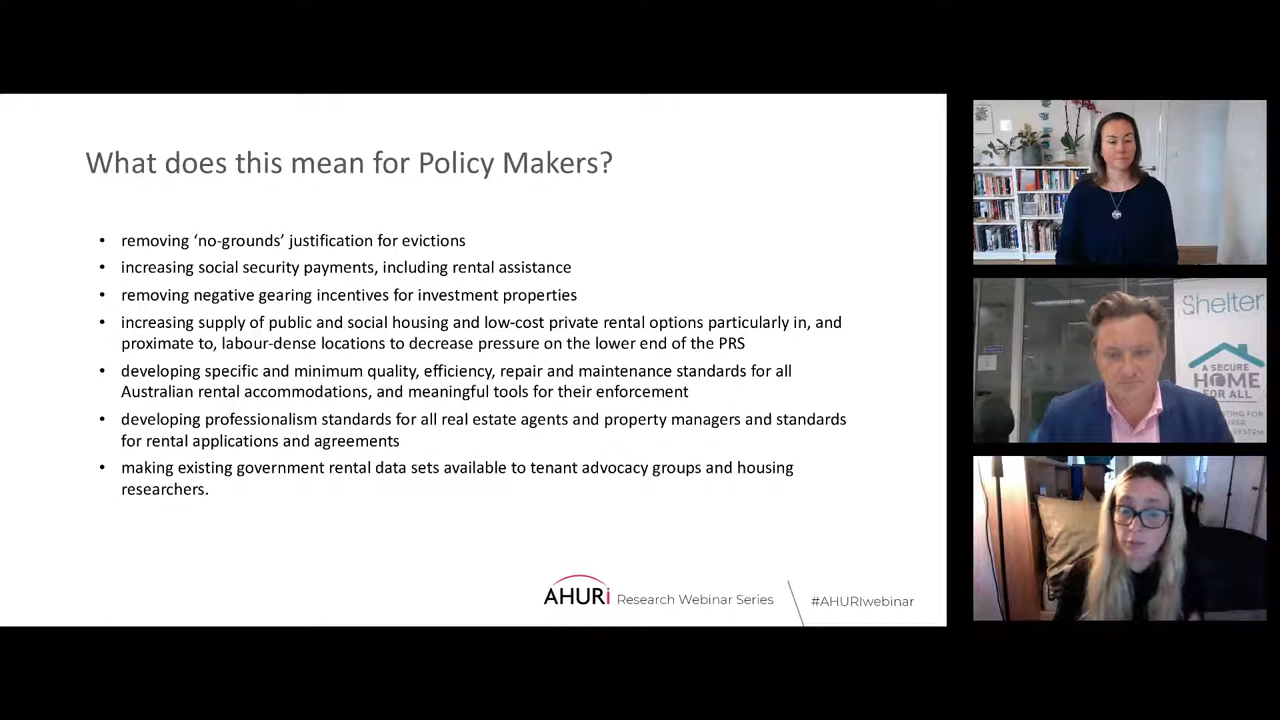 What does this mean for Policy Makers?
• removing ‘no-grounds’ justification for evictions
• increasing social security payments, including rental assistance
• removing negative gearing incentives for investment properties
• increasing supply of public and social housing and low-cost private rental options particularly in, and
proximate to, labour-dense locations to decrease pressure on the lower end of the PRS
• developing specific and minimum quality, efficiency, repair and maintenance standards for all
Australian rental accommodations, and meaningful tools for their enforcement
• developing professionalism standards for all real estate agents and property managers and standards
for rental applications and agreements
• making existing government rental data sets available to tenant advocacy groups and housing
researchers.
AHURi Research Webinar Series
#AHURIwebinar
Shelter
A SECURE
HOME
FOR ALL